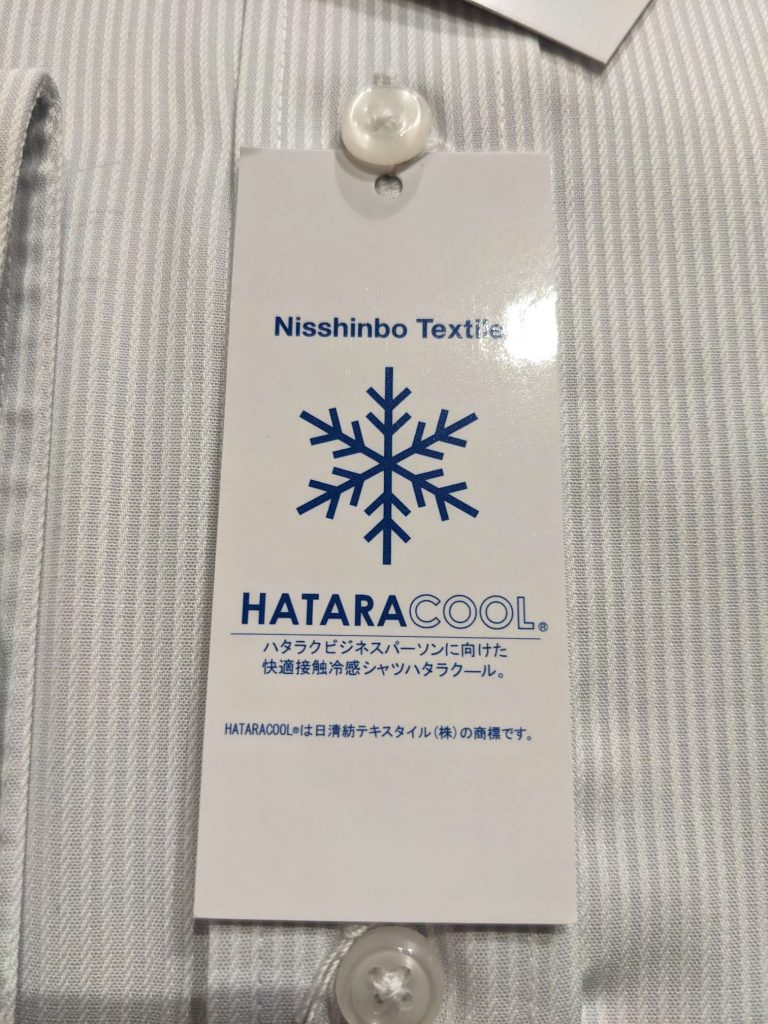 Nisshinbo Textile
HATARACOOL®
ハタラクビジネスパーソンに向けた
快適接触冷感シャツハタラクール。
HATARACOOL®は日清紡テキスタイル(株)の商標です。